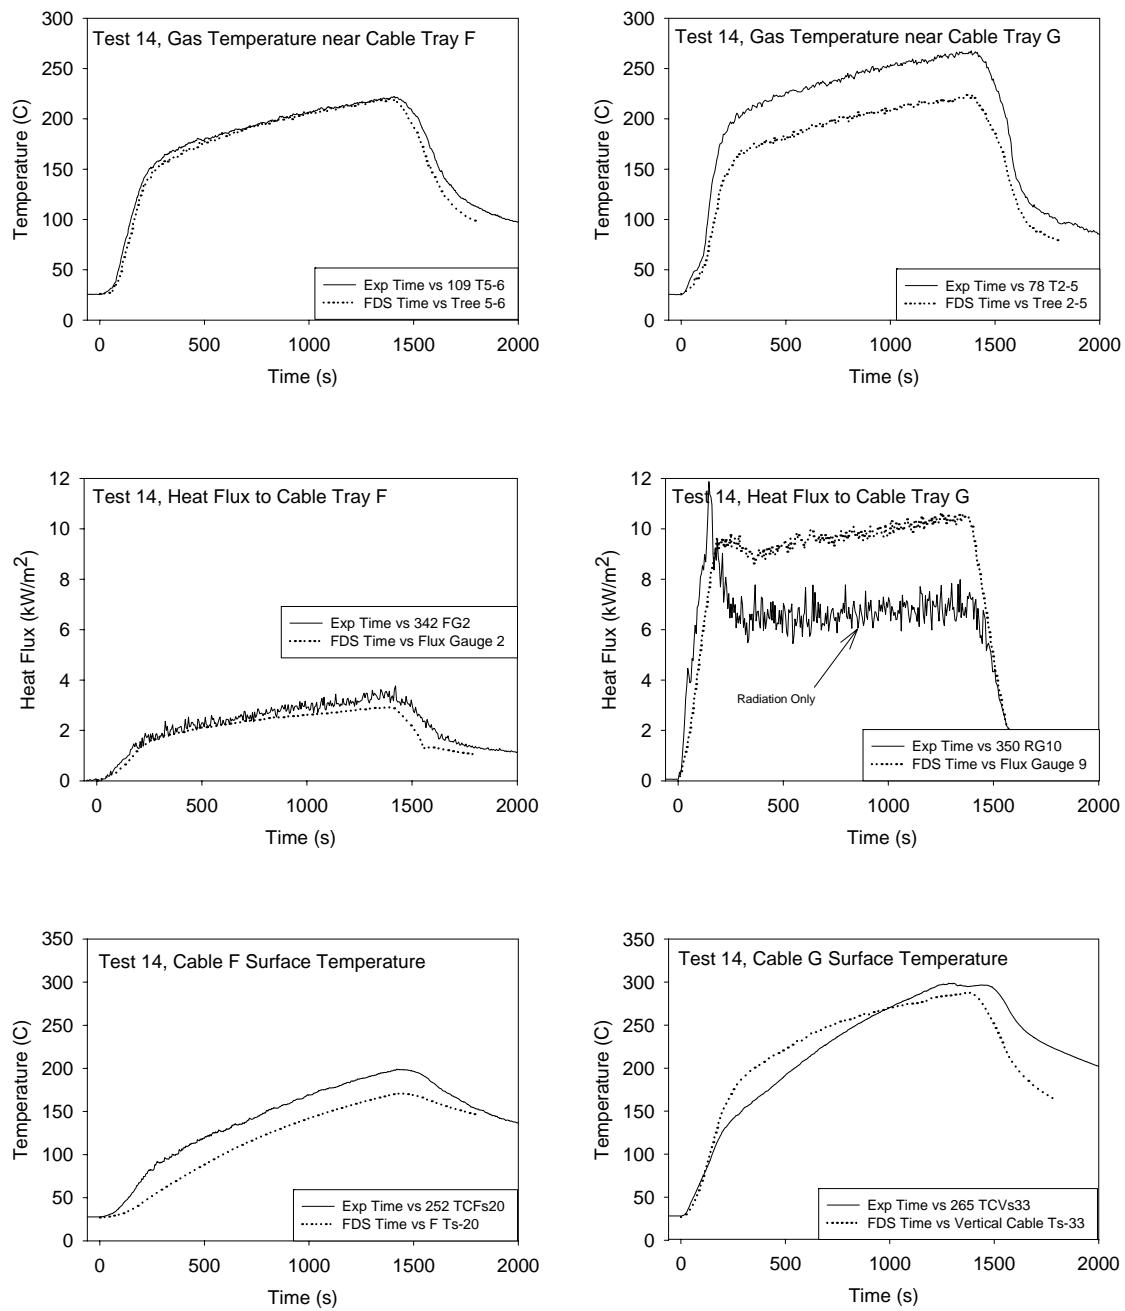 Test 14, Gas Temperature near Cable Tray F
Temperature (C)
300
250
200
150
100
50
0
Exp Time vs 109 T5-6
FDS Time vs Tree 5-6
0 500 1000 1500 2000
Time (s)
Test 14, Gas Temperature near Cable Tray G
Temperature (C)
300
250
200
150
100
50
0
Exp Time vs 78 T2-5
FDS Time vs Tree 2-5
0 500 1000 1500 2000
Time (s)
Test 14, Heat Flux to Cable Tray F
Heat Flux (kW/m2)
12
10
8
6
4
2
0
Exp Time vs 342 FG2
FDS Time vs Flux Gauge 2
0 500 1000 1500 2000
Time (s)
Test 14, Heat Flux to Cable Tray G
Heat Flux (kW/m2)
12
10
8
6
4
2
0
Radiation Only
Exp Time vs 350 RG10
FDS Time vs Flux Gauge 9
0 500 1000 1500 2000
Time (s)
Test 14, Cable F Surface Temperature
Temperature (C)
350
300
250
200
150
100
50
0
Exp Time vs 252 TCFs20
FDS Time vs F Ts-20
0 500 1000 1500 2000
Time (s)
Test 14, Cable G Surface Temperature
Temperature (C)
350
300
250
200
150
100
50
0
Exp Time vs 265 TCVs33
FDS Time vs Vertical Cable Ts-33
0 500 1000 1500 2000
Time (s)